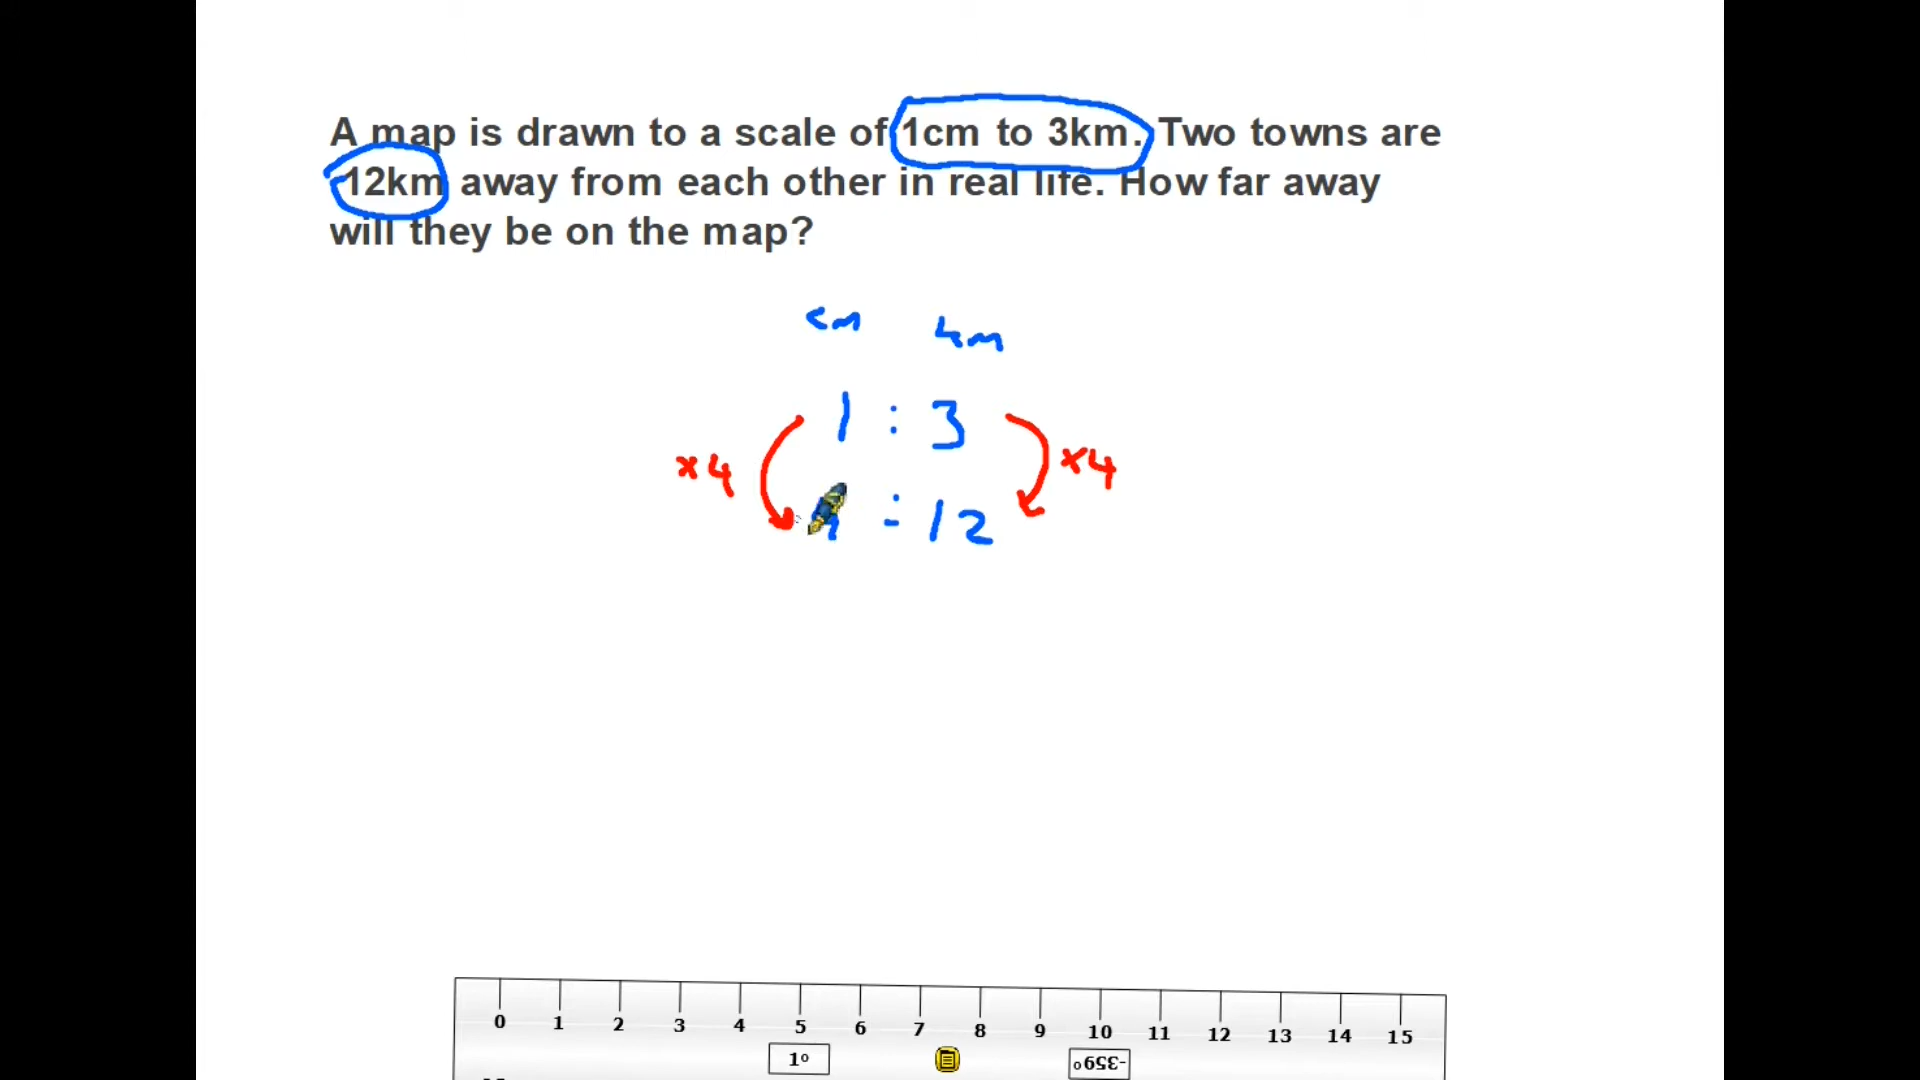 A map is drawn to a scale of 1cm to 3km. Two towns are
12km away from each other in real life. How far away
will they be on the map?
cm km
1 : 3
x4 x4
: 12
0 1 2 3 4 5 6 7 8 9 10 11 12 13 14 15
1º -359º